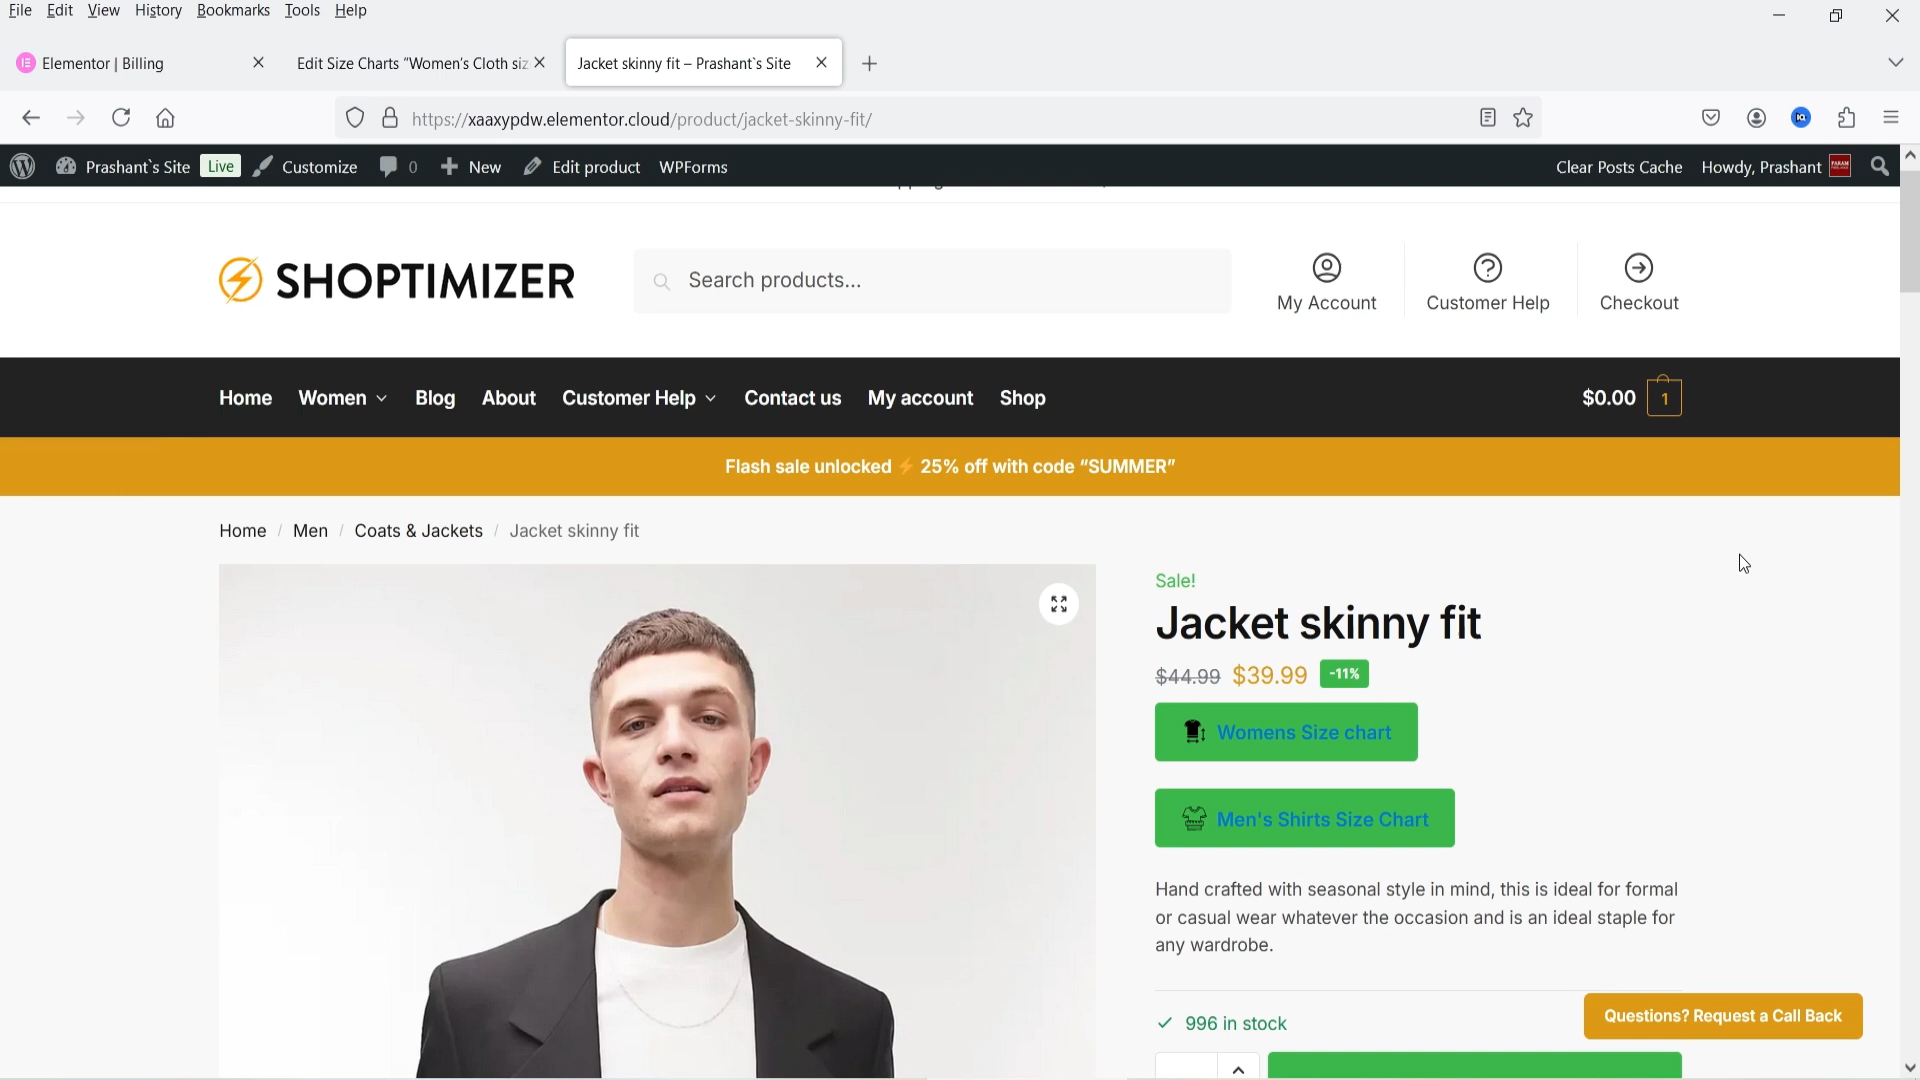 File Edit View History Bookmarks Tools Help
Elementor | Billing
Edit Size Charts “Women’s Cloth siz
Jacket skinny fit – Prashant`s Site
https://xaaxypdw.elementor.cloud/product/jacket-skinny-fit/
Prashant`s Site Live Customize 0 New Edit product WPForms Clear Posts Cache Howdy, Prashant
SHOPTIMIZER
Search products...
My Account
Customer Help
Checkout
Home Women Blog About Customer Help Contact us My account Shop $0.00 1
Flash sale unlocked ⚡ 25% off with code “SUMMER”
Home / Men / Coats & Jackets / Jacket skinny fit
Sale!
Jacket skinny fit
$44.99 $39.99 -11%
Womens Size chart
Men's Shirts Size Chart
Hand crafted with seasonal style in mind, this is ideal for formal
or casual wear whatever the occasion and is an ideal staple for
any wardrobe.
996 in stock
Questions? Request a Call Back